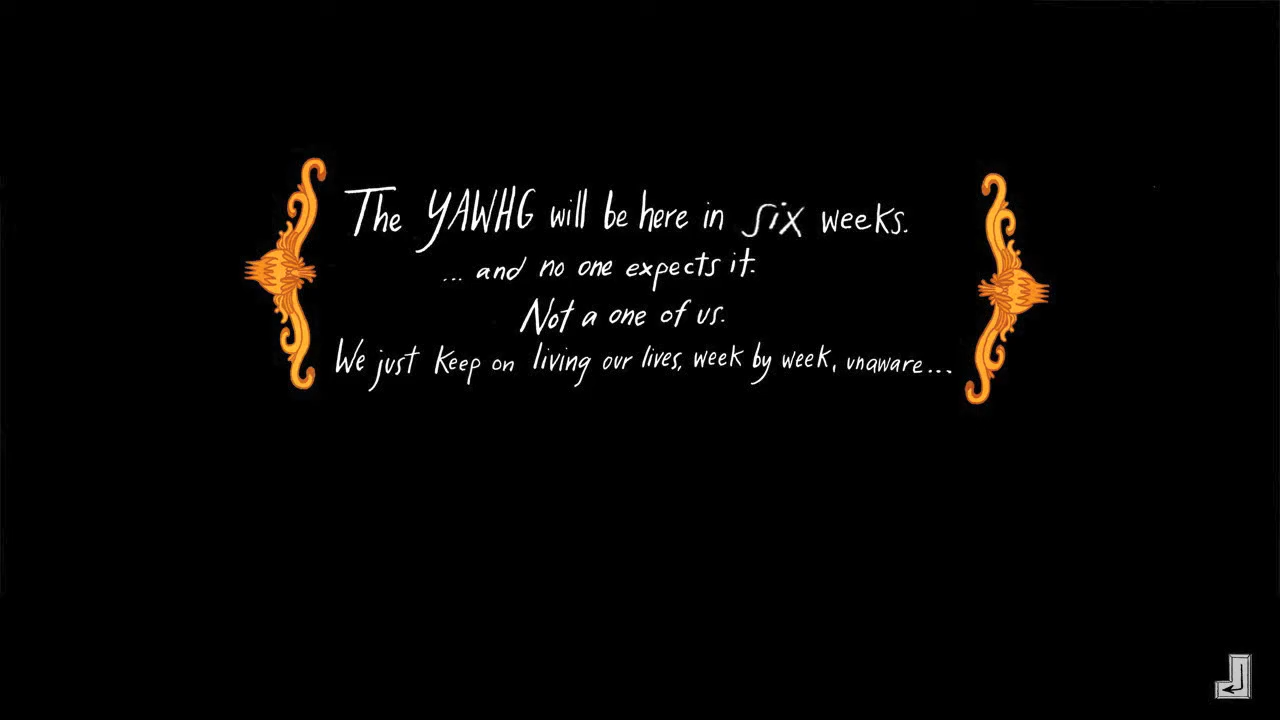 The YAWHG will be here in six weeks.
... and no one expects it.
Not a one of us.
We just keep on living our lives, week by week, unaware...